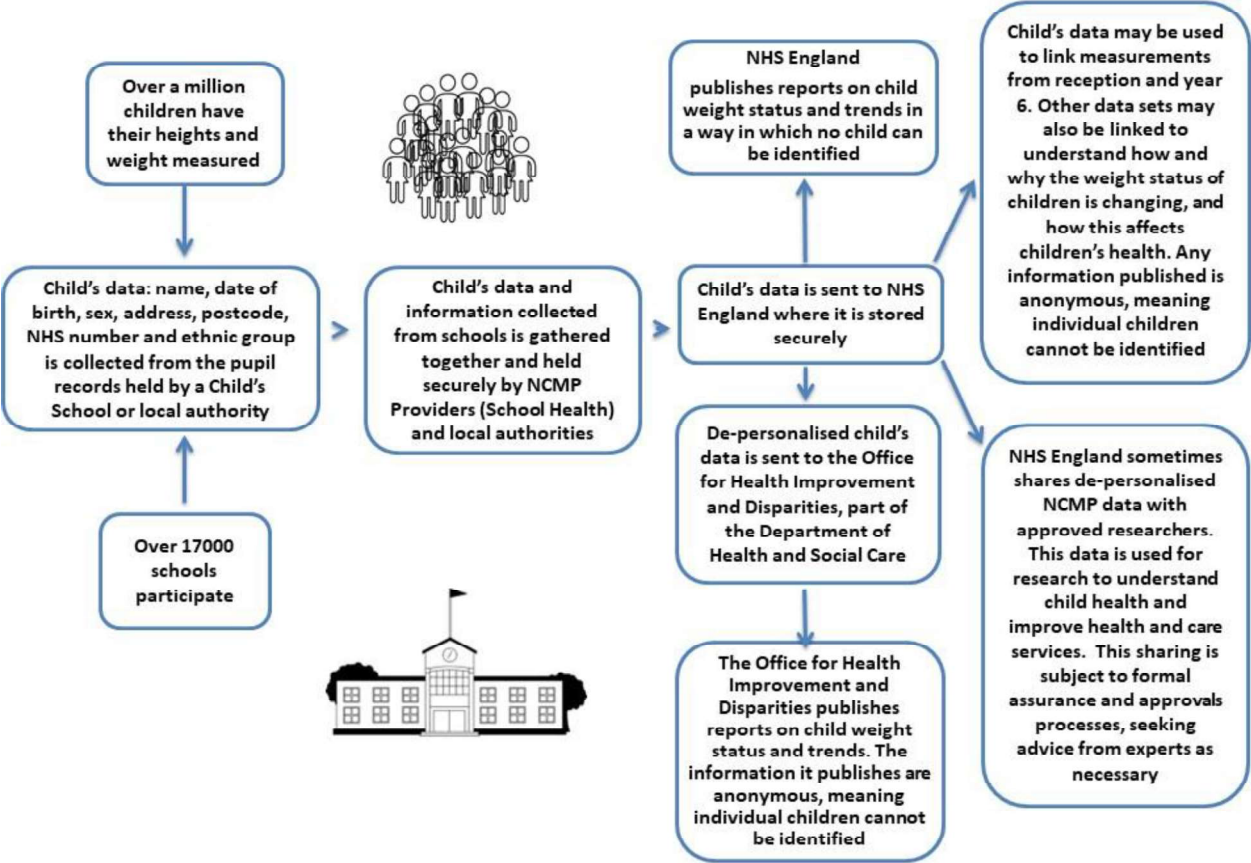 Over a million
children have
their heights and
weight measured
Child's data: name, date of
birth, sex, address, postcode,
NHS number and ethnic group
is collected from the pupil
records held by a Child's
School or local authority
Over 17000
schools
participate
Child's data and
information collected
from schools is gathered
together and held
securely by NCMP
Providers (School Health)
and local authorities
NHS England
publishes reports on child
weight status and trends in
a way in which no child can
be identified
Child's data is sent to NHS
England where it is stored
securely
De-personalised child's
data is sent to the Office
for Health Improvement
and Disparities, part of
the Department of
Health and Social Care
The Office for Health
Improvement and
Disparities publishes
reports on child weight
status and trends. The
information it publishes are
anonymous, meaning
individual children cannot
be identified
Child's data may be used
to link measurements
from reception and year
6. Other data sets may
also be linked to
understand how and
why the weight status of
children is changing, and
how this affects
children's health. Any
information published is
anonymous, meaning
individual children
cannot be identified
NHS England sometimes
shares de-personalised
NCMP data with
approved researchers.
This data is used for
research to understand
child health and
improve health and care
services. This sharing is
subject to formal
assurance and approvals
processes, seeking
advice from experts as
necessary